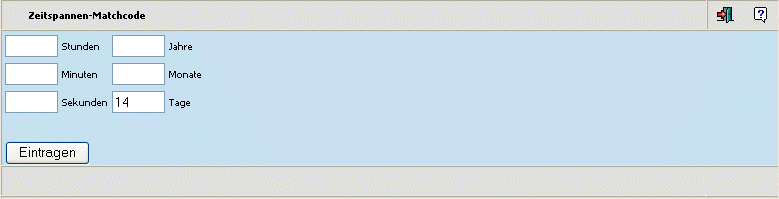 Zeitspannen-Matchcode
Stunden Jahre
Minuten Monate
Sekunden 14 Tage
Eintragen